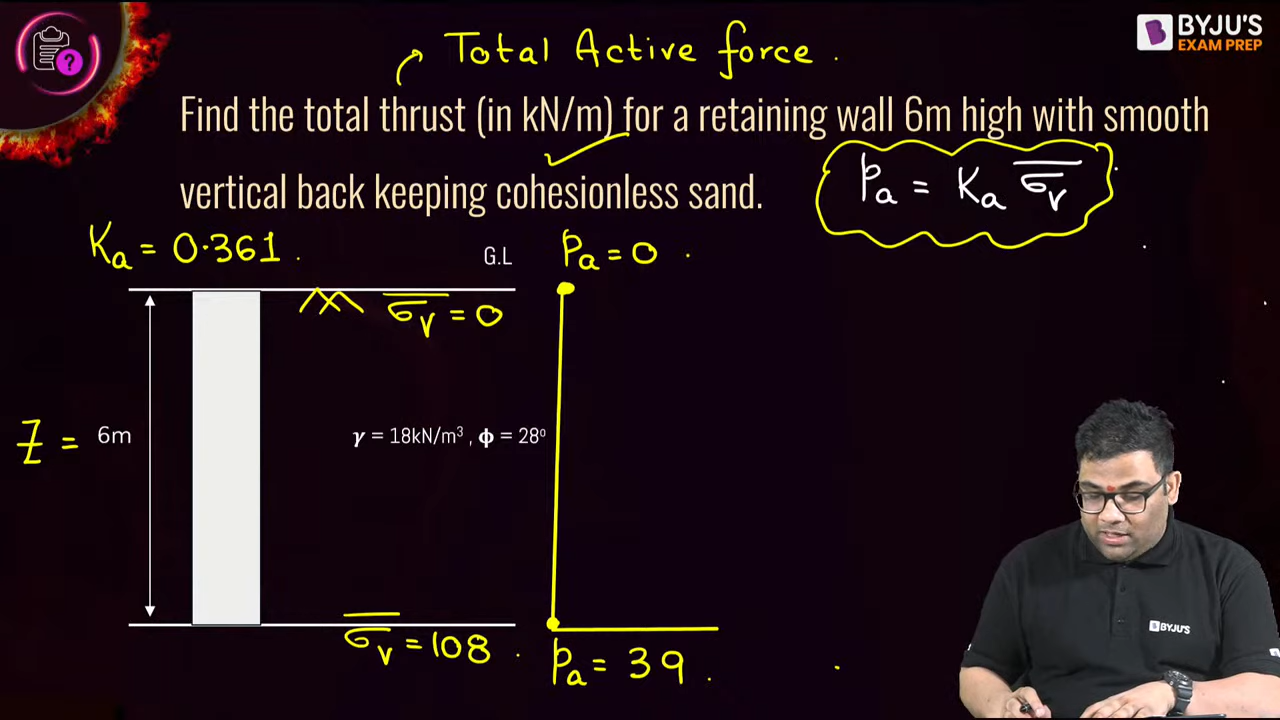 BYJU'S
EXAM PREP
Total Active force.
Find the total thrust (in kN/m) for a retaining wall 6m high with smooth
vertical back keeping cohesionless sand.
Pa = Ka σ̅v
Ka = 0.361
G.L
Pa = 0
σ̅v = 0
Z = 6m
γ = 18kN/m³ , ϕ = 28⁰
σ̅v = 108
Pa = 39
?
BYJU'S